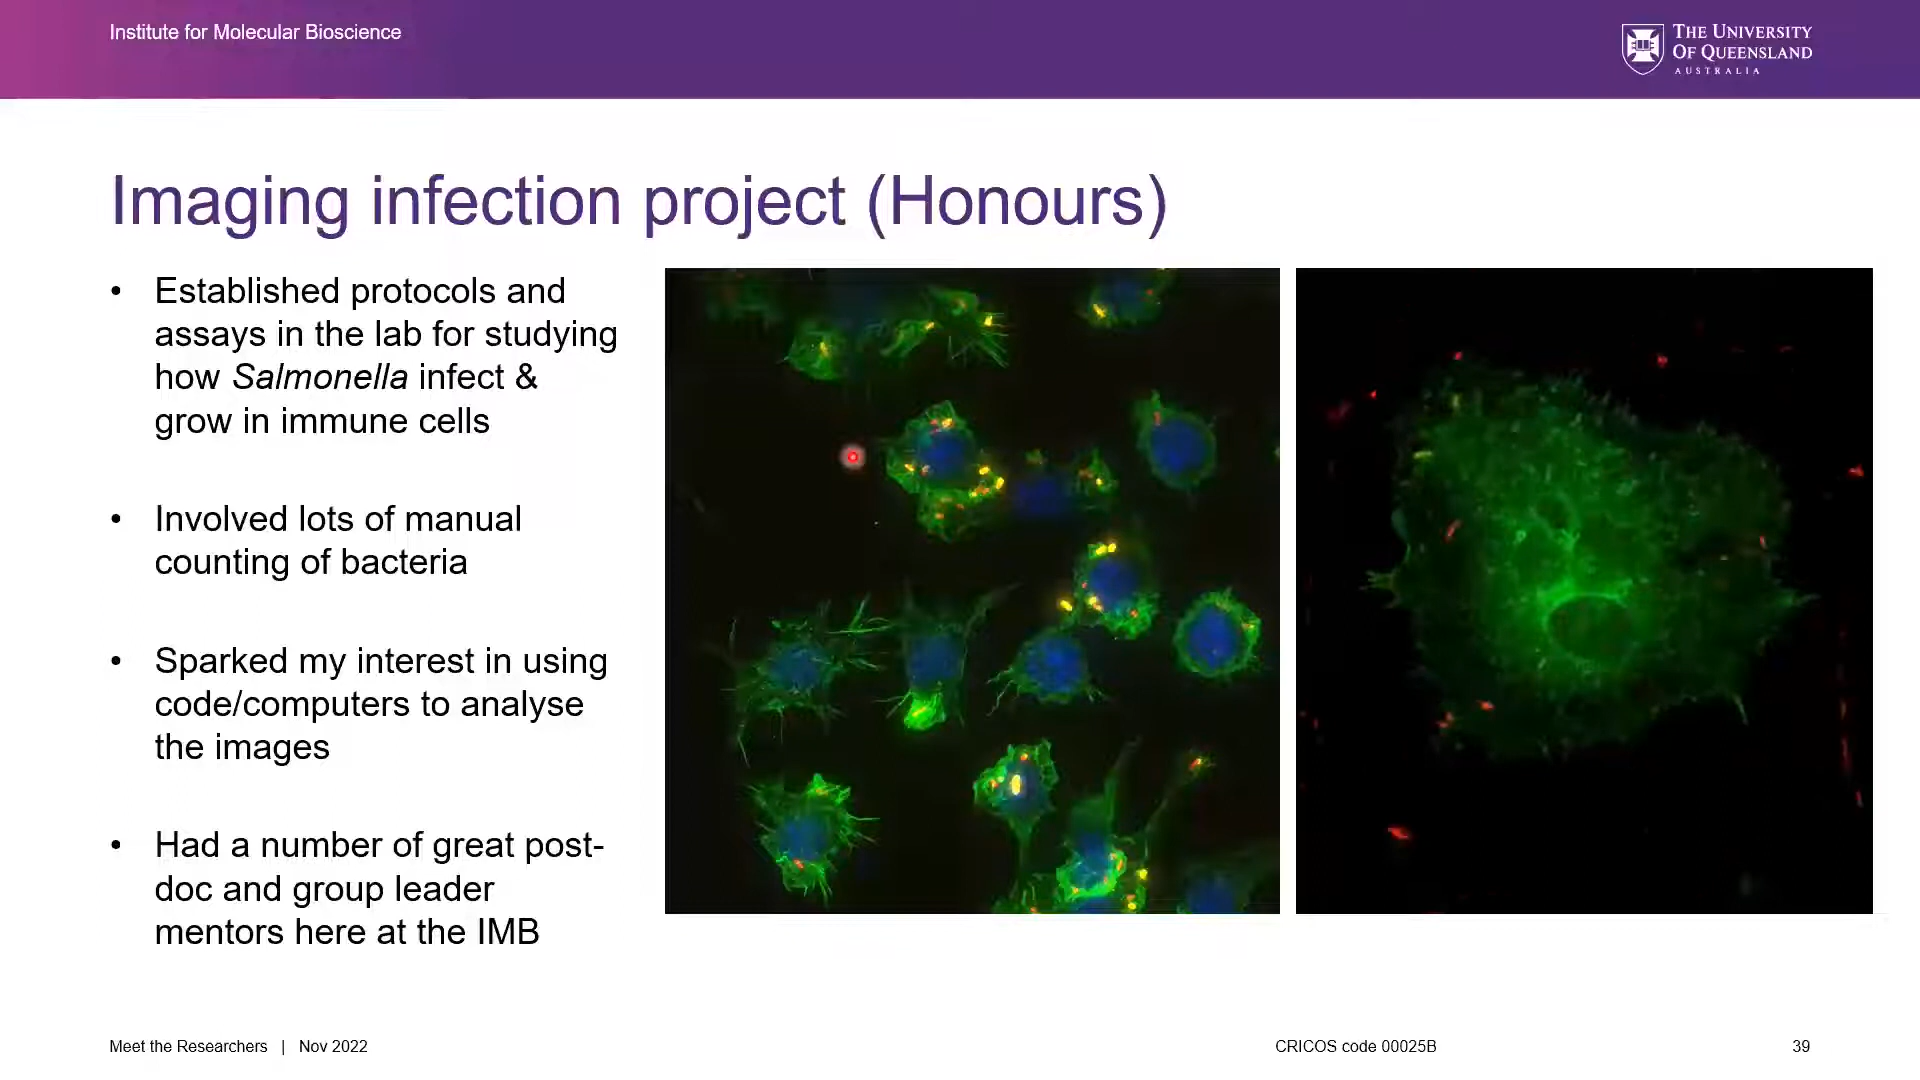 Institute for Molecular Bioscience
THE UNIVERSITY
OF QUEENSLAND
AUSTRALIA
Imaging infection project (Honours)
• Established protocols and
assays in the lab for studying
how Salmonella infect &
grow in immune cells
• Involved lots of manual
counting of bacteria
• Sparked my interest in using
code/computers to analyse
the images
• Had a number of great post-
doc and group leader
mentors here at the IMB
Meet the Researchers | Nov 2022
CRICOS code 00025B
39